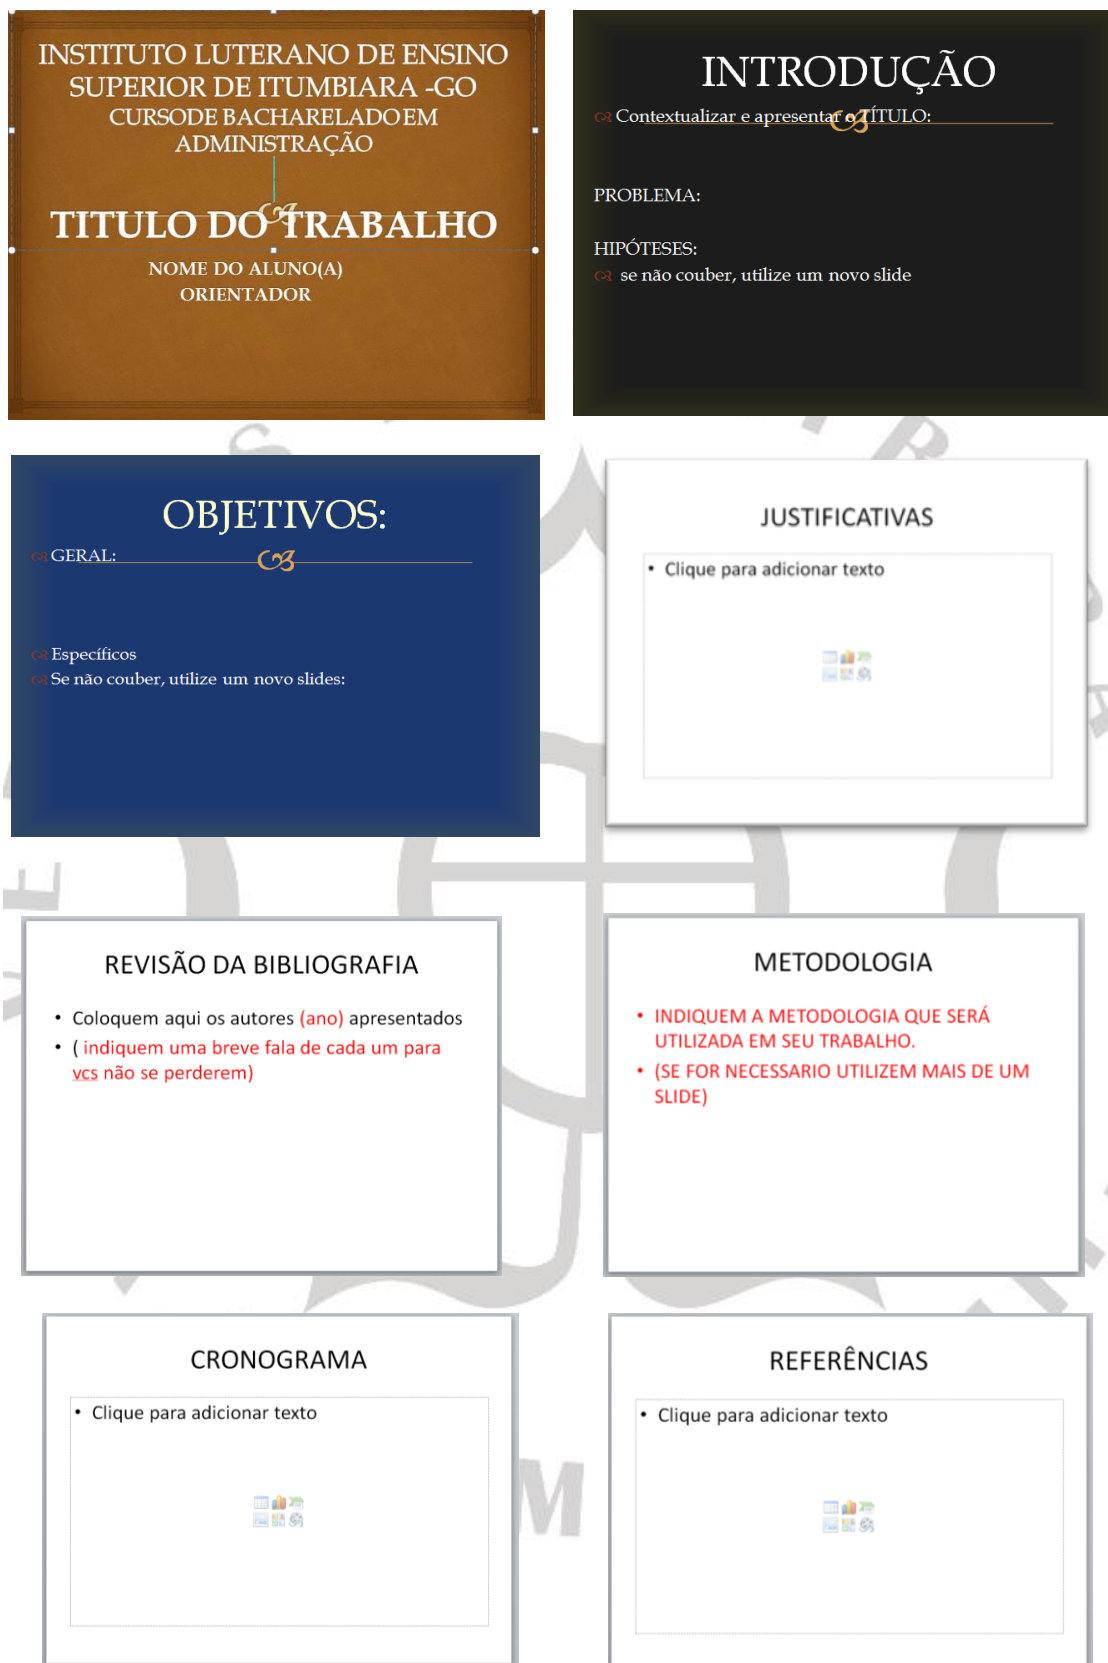 INSTITUTO LUTERANO DE ENSINO
SUPERIOR DE ITUMBIARA -GO
CURSODE BACHARELADO EM
ADMINISTRAÇÃO
TITULO DO TRABALHO
NOME DO ALUNO(A)
ORIENTADOR
INTRODUÇÃO
Contextualizar e apresentar o TÍTULO:
PROBLEMA:
HIPÓTESES:
se não couber, utilize um novo slide
OBJETIVOS:
GERAL:
Específicos
Se não couber, utilize um novo slides:
JUSTIFICATIVAS
• Clique para adicionar texto
REVISÃO DA BIBLIOGRAFIA
• Coloquem aqui os autores (ano) apresentados
• ( indiquem uma breve fala de cada um para
vcs não se perderem)
METODOLOGIA
• INDIQUEM A METODOLOGIA QUE SERÁ
UTILIZADA EM SEU TRABALHO.
• (SE FOR NECESSARIO UTILIZEM MAIS DE UM
SLIDE)
CRONOGRAMA
• Clique para adicionar texto
REFERÊNCIAS
• Clique para adicionar texto